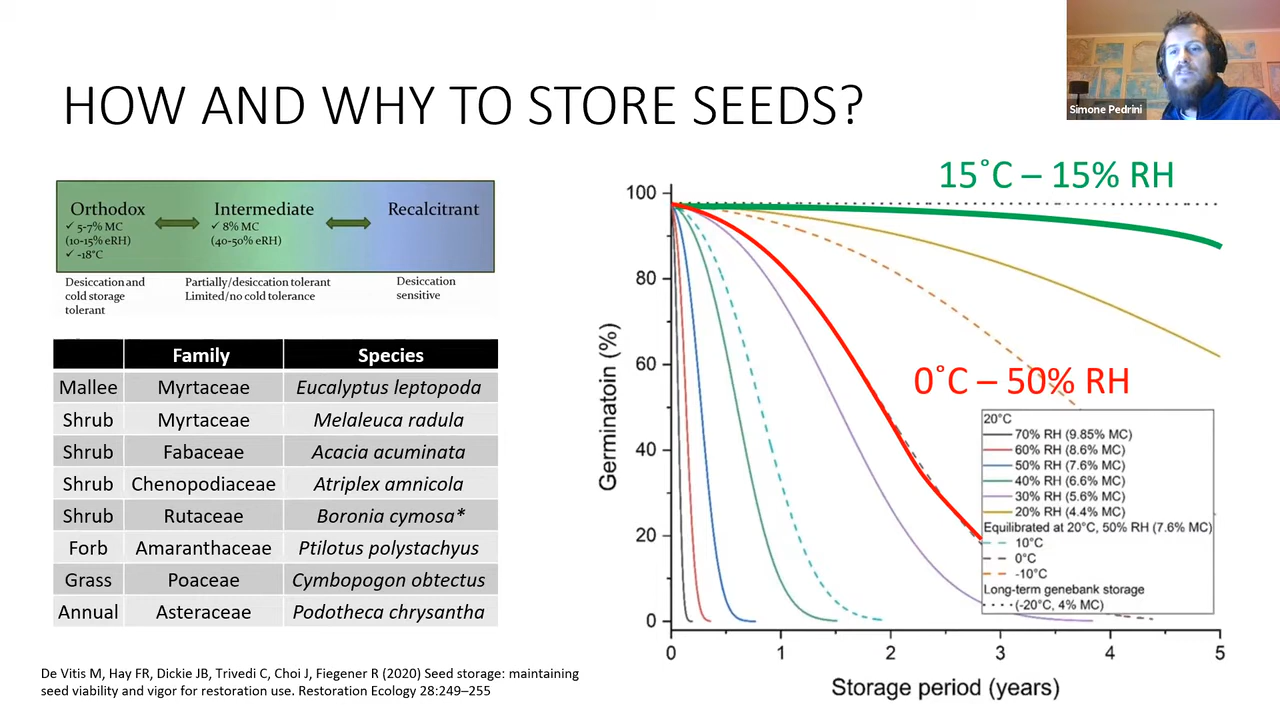 HOW AND WHY TO STORE SEEDS?
Simone Pedrini
Orthodox
✓ 5-7% MC
(10-15% eRH)
✓ -18°C
Intermediate
✓ 8% MC
(40-50% eRH)
Recalcitrant
Desiccation and
cold storage
tolerant
Partially/desiccation tolerant
Limited/no cold tolerance
Desiccation
sensitive
Family Species
Mallee Myrtaceae Eucalyptus leptopoda
Shrub Myrtaceae Melaleuca radula
Shrub Fabaceae Acacia acuminata
Shrub Chenopodiaceae Atriplex amnicola
Shrub Rutaceae Boronia cymosa*
Forb Amaranthaceae Ptilotus polystachyus
Grass Poaceae Cymbopogon obtectus
Annual Asteraceae Podotheca chrysantha
De Vitis M, Hay FR, Dickie JB, Trivedi C, Choi J, Fiegener R (2020) Seed storage: maintaining
seed viability and vigor for restoration use. Restoration Ecology 28:249–255
15˚C – 15% RH
0˚C – 50% RH
Germinatoin (%)
100
80
60
40
20
0
20°C
70% RH (9.85% MC)
60% RH (8.6% MC)
50% RH (7.6% MC)
40% RH (6.6% MC)
30% RH (5.6% MC)
20% RH (4.4% MC)
Equilibrated at 20°C, 50% RH (7.6% MC)
10°C
0°C
-10°C
Long-term genebank storage
(-20°C, 4% MC)
0 1 2 3 4 5
Storage period (years)